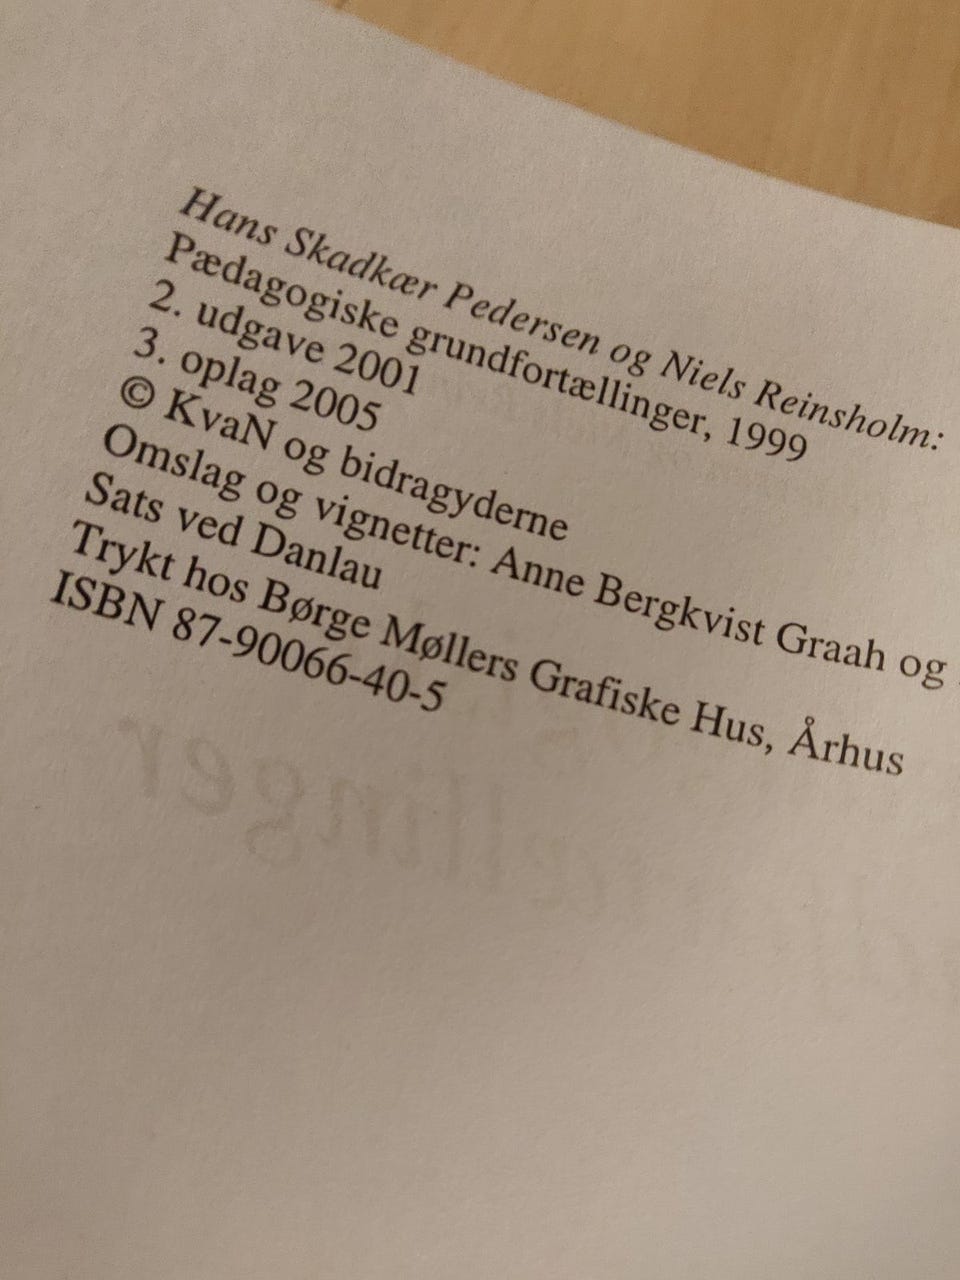 Hans Skadkær Pedersen og Niels Reinsholm:
Pædagogiske grundfortællinger, 1999
2. udgave 2001
3. oplag 2005
© KvaN og bidragyderne
Omslag og vignetter: Anne Bergkvist Graah og
Sats ved Danlau
Trykt hos Børge Møllers Grafiske Hus, Århus
ISBN 87-90066-40-5